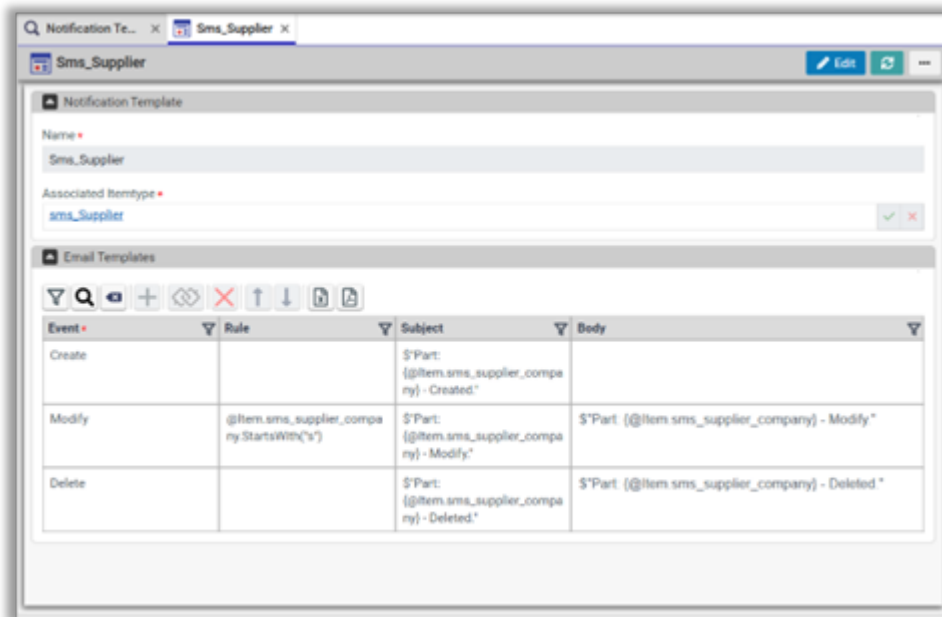 Notification Te...
Sms_Supplier
Sms_Supplier
Edit
Notification Template
Name •
Sms_Supplier
Associated Itemtype •
sms_Supplier
Email Templates
Event • Rule Subject Body
Create
$"Part:
{@Item.sms_supplier_compa
ny} - Created."
Modify
@Item.sms_supplier_compa
ny.StartsWith("s")
$"Part:
{@Item.sms_supplier_compa
ny} - Modify."
$"Part: {@Item.sms_supplier_company} - Modify."
Delete
$"Part:
{@Item.sms_supplier_compa
ny} - Deleted."
$"Part: {@Item.sms_supplier_company} - Deleted."